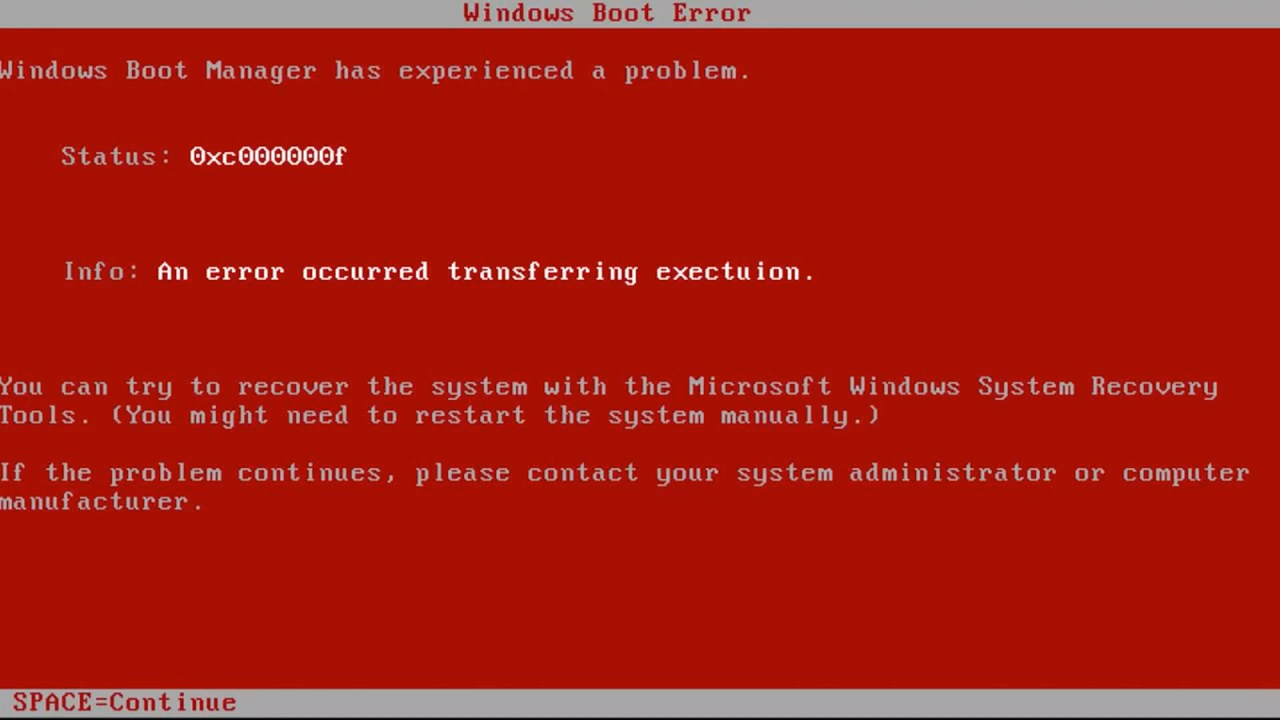 Windows Boot Error
Windows Boot Manager has experienced a problem.
Status: 0xc000000f
Info: An error occurred transferring exectuion.
You can try to recover the system with the Microsoft Windows System Recovery
Tools. (You might need to restart the system manually.)
If the problem continues, please contact your system administrator or computer
manufacturer.
SPACE=Continue